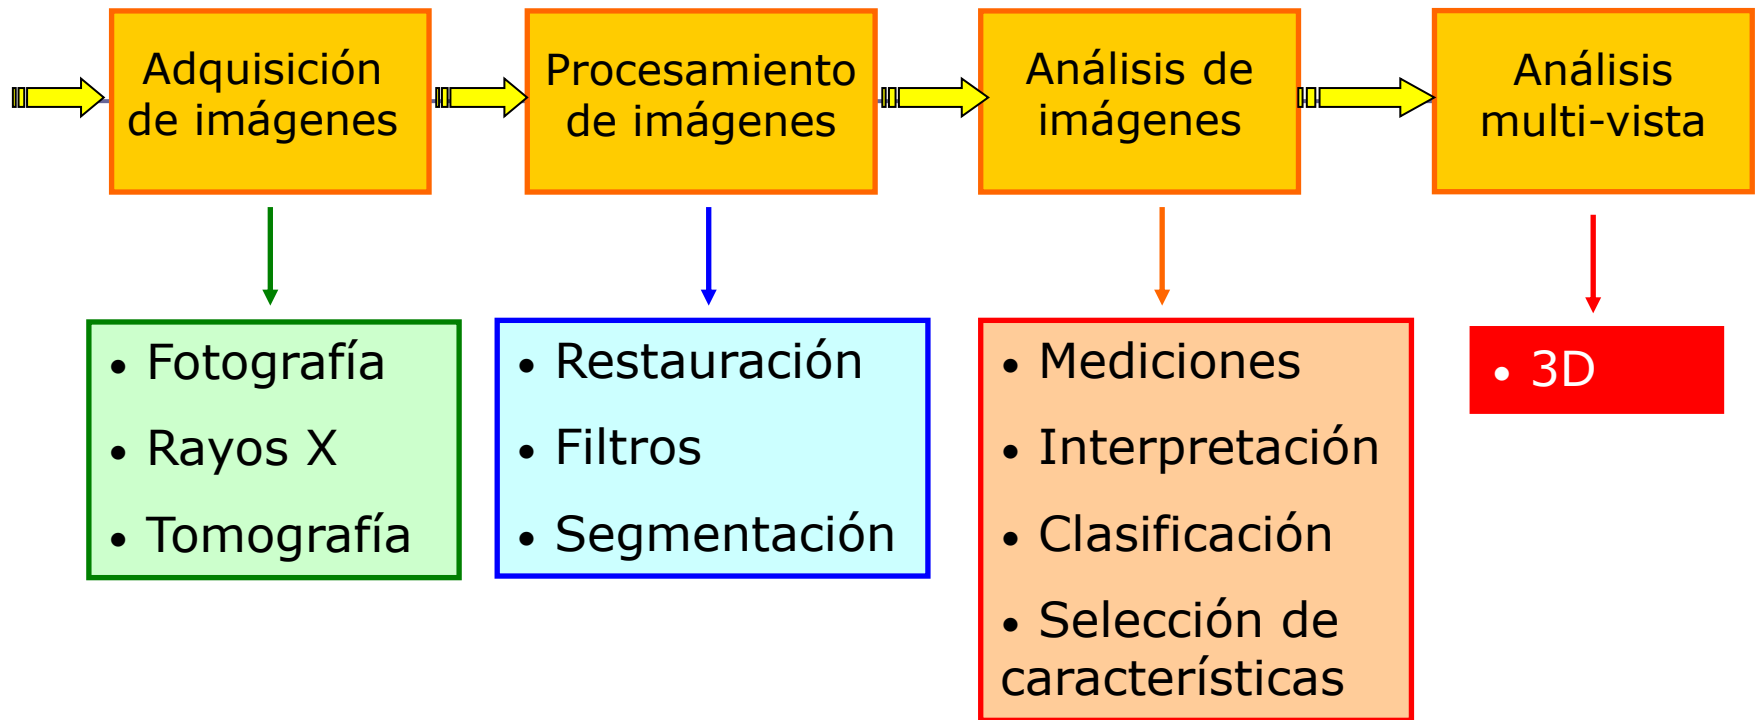 Adquisición
de imágenes
Procesamiento
de imágenes
Análisis de
imágenes
Análisis
multi-vista
• Fotografía
• Rayos X
• Tomografía
• Restauración
• Filtros
• Segmentación
• Mediciones
• Interpretación
• Clasificación
• Selección de
características
• 3D